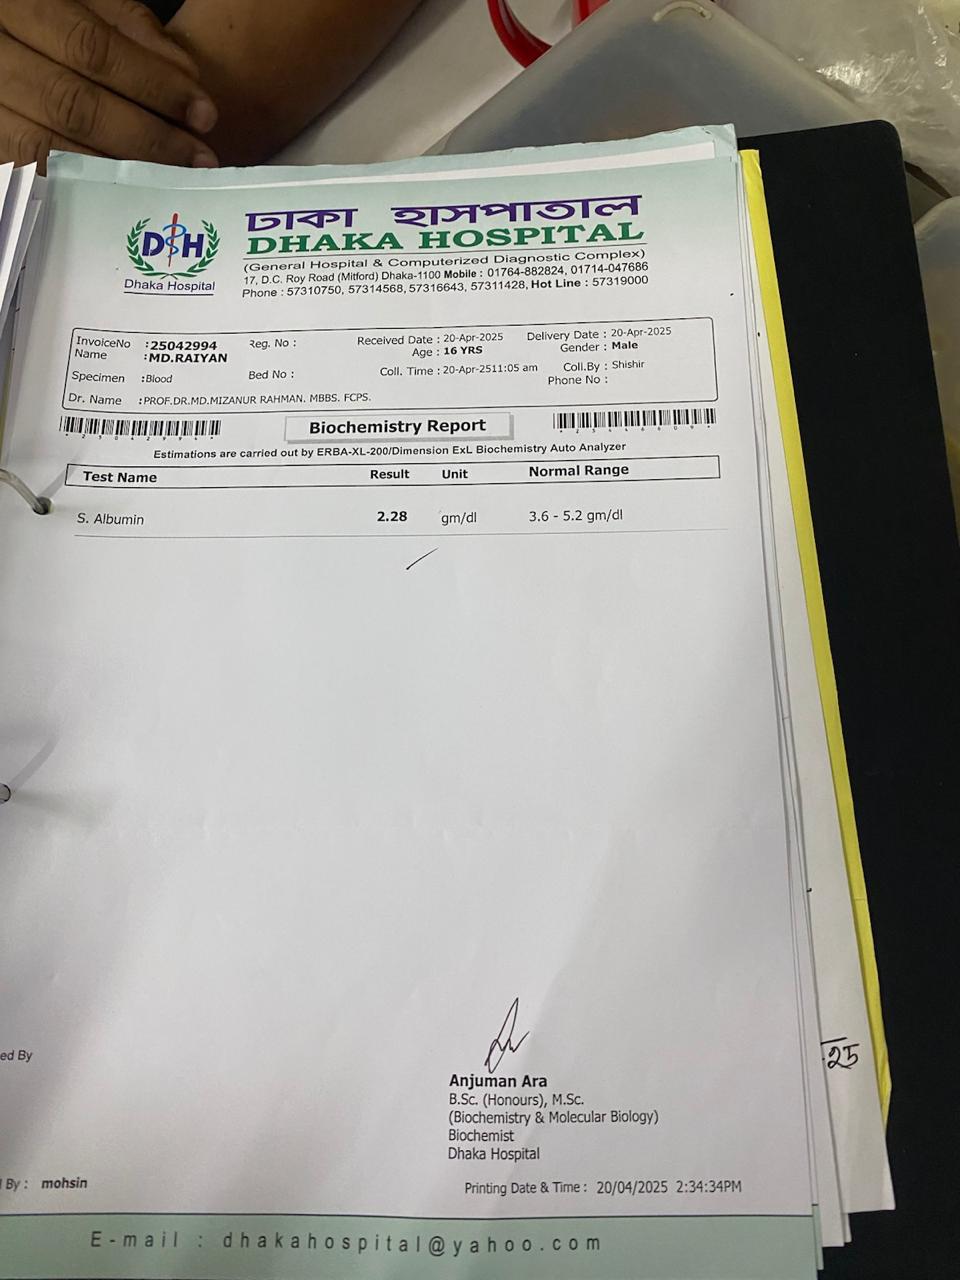 ঢাকা হাসপাতাল
DHAKA HOSPITAL
(General Hospital & Computerized Diagnostic Complex)
17, D.C. Roy Road (Mitford) Dhaka-1100 Mobile : 01764-882824, 01714-047686
Phone : 57310750, 57314568, 57316643, 57311428, Hot Line : 57319000
DSH
Dhaka Hospital
InvoiceNo :25042994 Reg. No : Received Date : 20-Apr-2025 Delivery Date : 20-Apr-2025
Name :MD.RAIYAN Age : 16 YRS Gender : Male
Specimen :Blood Bed No : Coll. Time : 20-Apr-2511:05 am Coll.By : Shishir
Phone No :
Dr. Name :PROF.DR.MD.MIZANUR RAHMAN. MBBS. FCPS.
*25042994*
Biochemistry Report
Estimations are carried out by ERBA-XL-200/Dimension ExL Biochemistry Auto Analyzer
Test Name Result Unit Normal Range
S. Albumin 2.28 gm/dl 3.6 - 5.2 gm/dl
ed By
25
Anjuman Ara
B.Sc. (Honours), M.Sc.
(Biochemistry & Molecular Biology)
Biochemist
Dhaka Hospital
By : mohsin
Printing Date & Time : 20/04/2025 2:34:34PM
E-mail : dhakahospital@yahoo.com